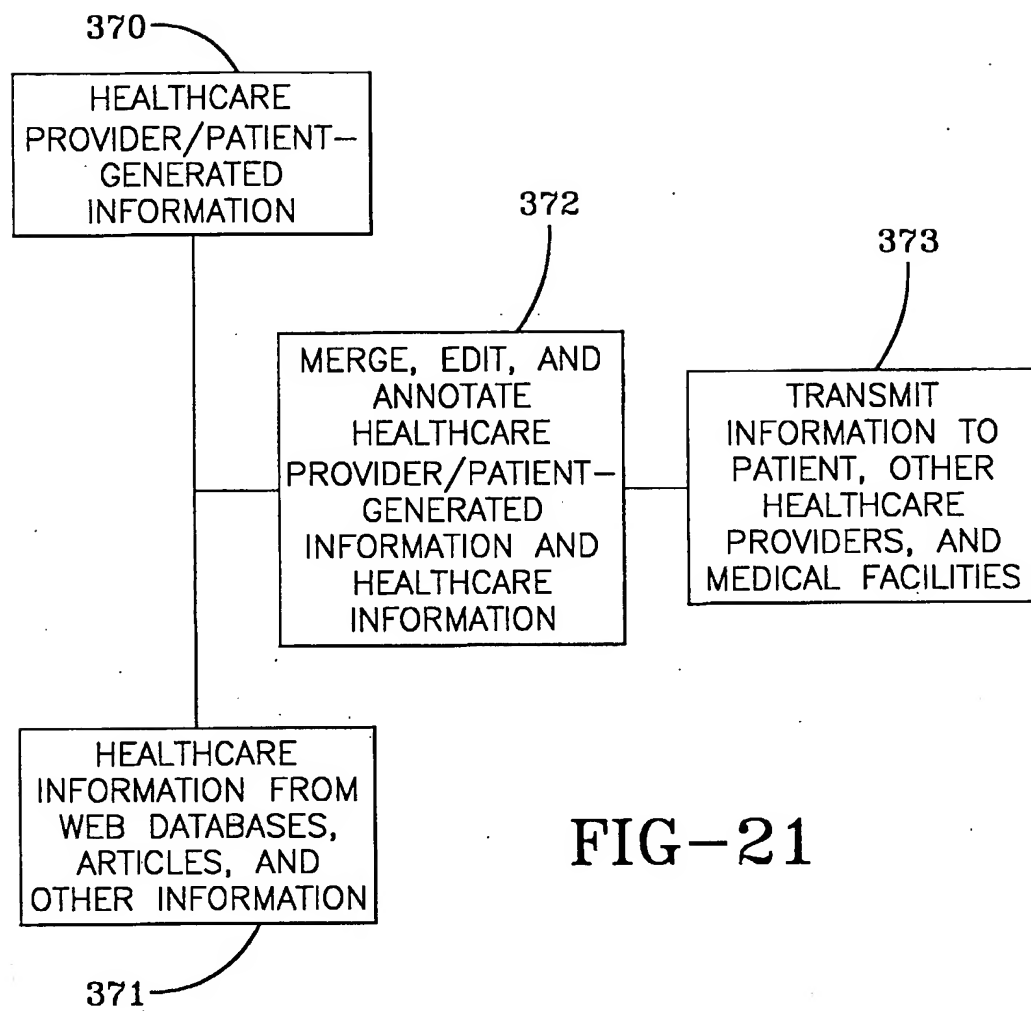 370
HEALTHCARE
PROVIDER/PATIENT-
GENERATED
INFORMATION
372
MERGE, EDIT, AND
ANNOTATE
HEALTHCARE
PROVIDER/PATIENT-
GENERATED
INFORMATION AND
HEALTHCARE
INFORMATION
373
TRANSMIT
INFORMATION TO
PATIENT, OTHER
HEALTHCARE
PROVIDERS, AND
MEDICAL FACILITIES
HEALTHCARE
INFORMATION FROM
WEB DATABASES,
ARTICLES, AND
OTHER INFORMATION
371
FIG-21